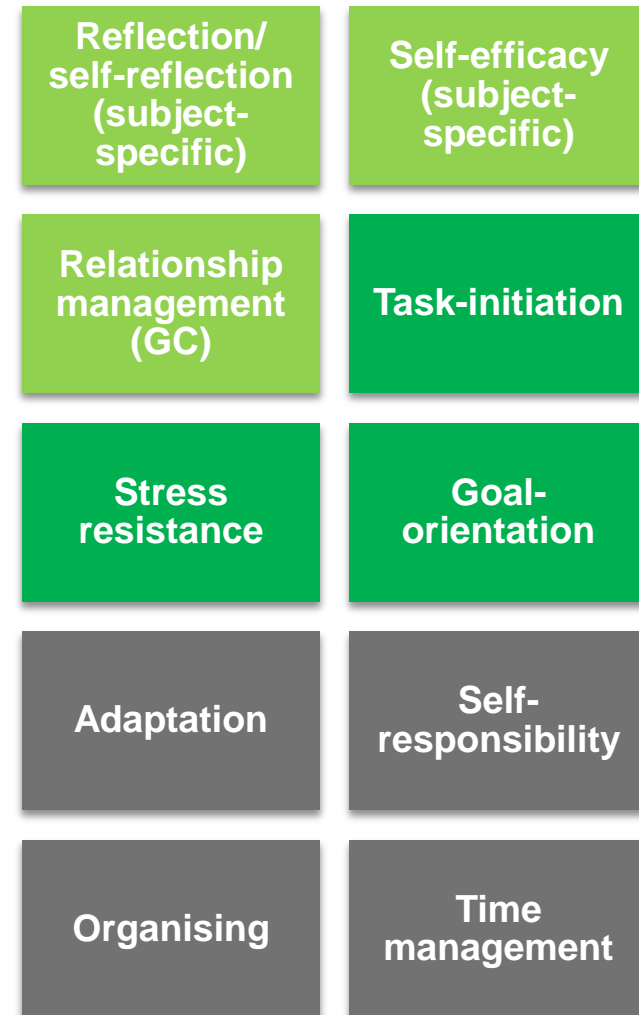 Reflection/
self-reflection
(subject-
specific)
Self-efficacy
(subject-
specific)
Relationship
management
(GC)
Task-initiation
Stress
resistance
Goal-
orientation
Adaptation
Self-
responsibility
Organising
Time
management